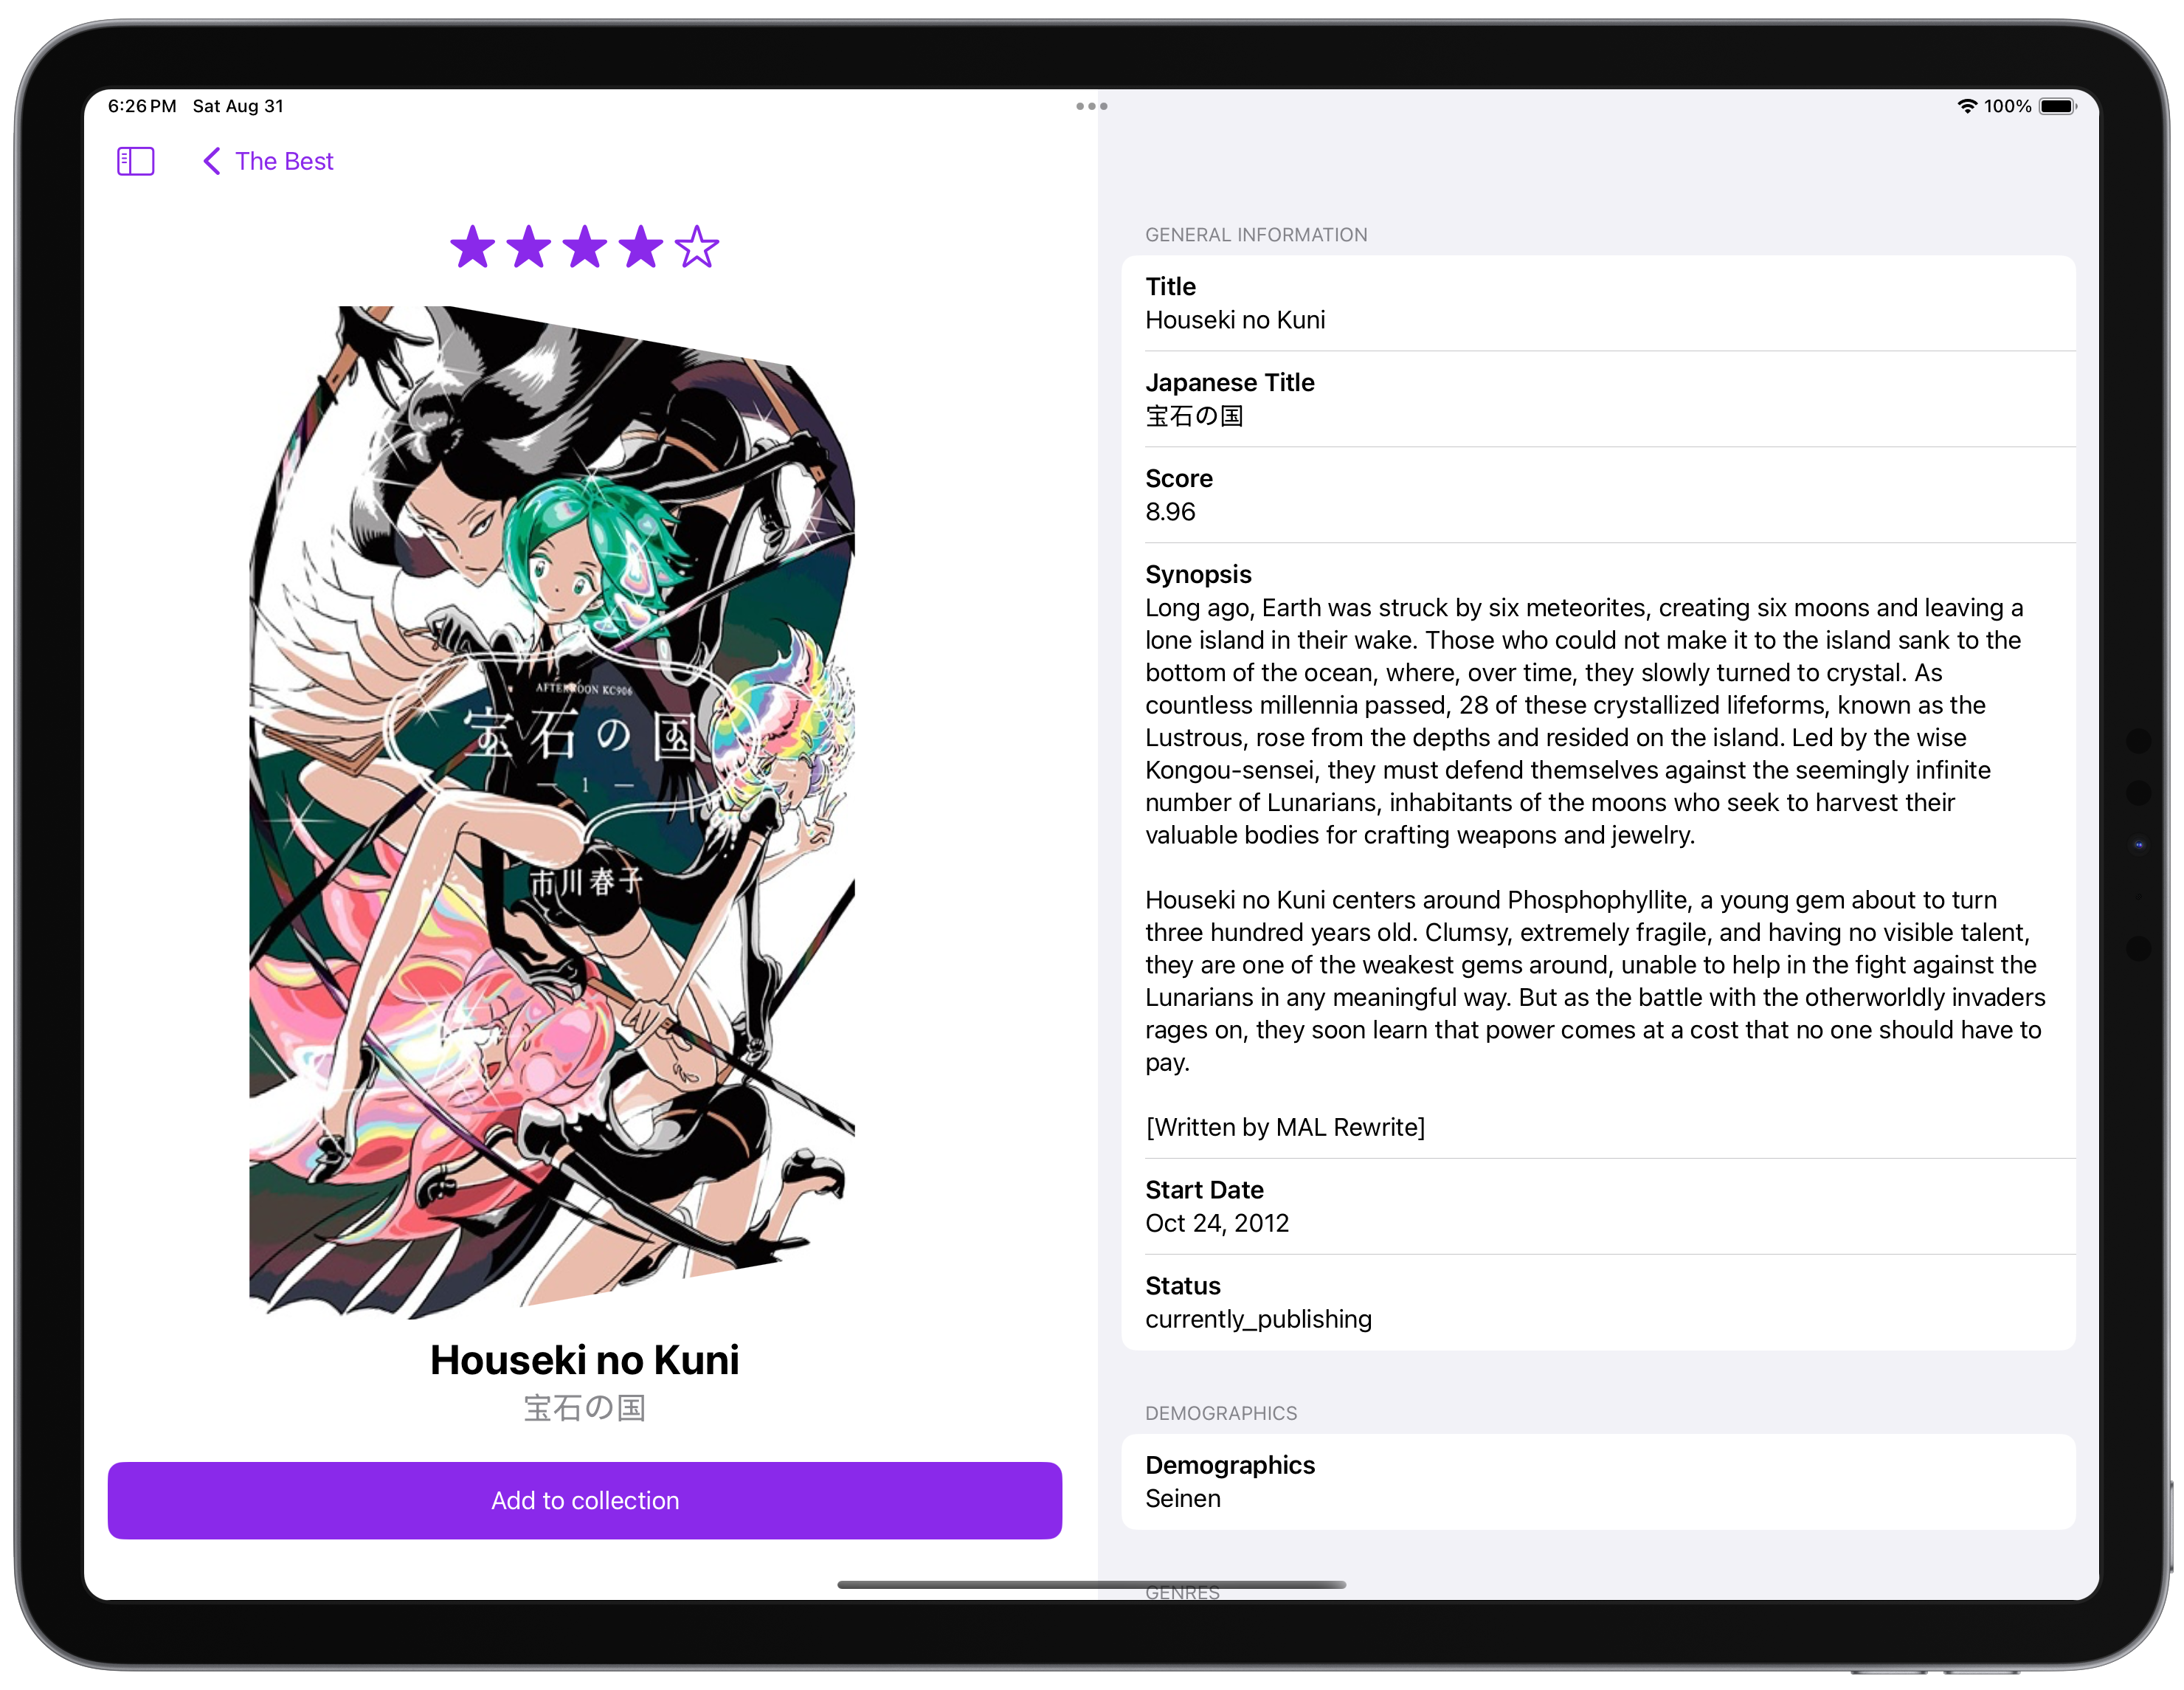 6:26 PM Sat Aug 31
100%
The Best
AFTERNOON KC906
宝石の国
— 1 —
市川春子
Houseki no Kuni
宝石の国
Add to collection
GENERAL INFORMATION
Title
Houseki no Kuni
Japanese Title
宝石の国
Score
8.96
Synopsis
Long ago, Earth was struck by six meteorites, creating six moons and leaving a
lone island in their wake. Those who could not make it to the island sank to the
bottom of the ocean, where, over time, they slowly turned to crystal. As
countless millennia passed, 28 of these crystallized lifeforms, known as the
Lustrous, rose from the depths and resided on the island. Led by the wise
Kongou-sensei, they must defend themselves against the seemingly infinite
number of Lunarians, inhabitants of the moons who seek to harvest their
valuable bodies for crafting weapons and jewelry.
Houseki no Kuni centers around Phosphophyllite, a young gem about to turn
three hundred years old. Clumsy, extremely fragile, and having no visible talent,
they are one of the weakest gems around, unable to help in the fight against the
Lunarians in any meaningful way. But as the battle with the otherworldly invaders
rages on, they soon learn that power comes at a cost that no one should have to
pay.
[Written by MAL Rewrite]
Start Date
Oct 24, 2012
Status
currently_publishing
DEMOGRAPHICS
Demographics
Seinen
GENRES